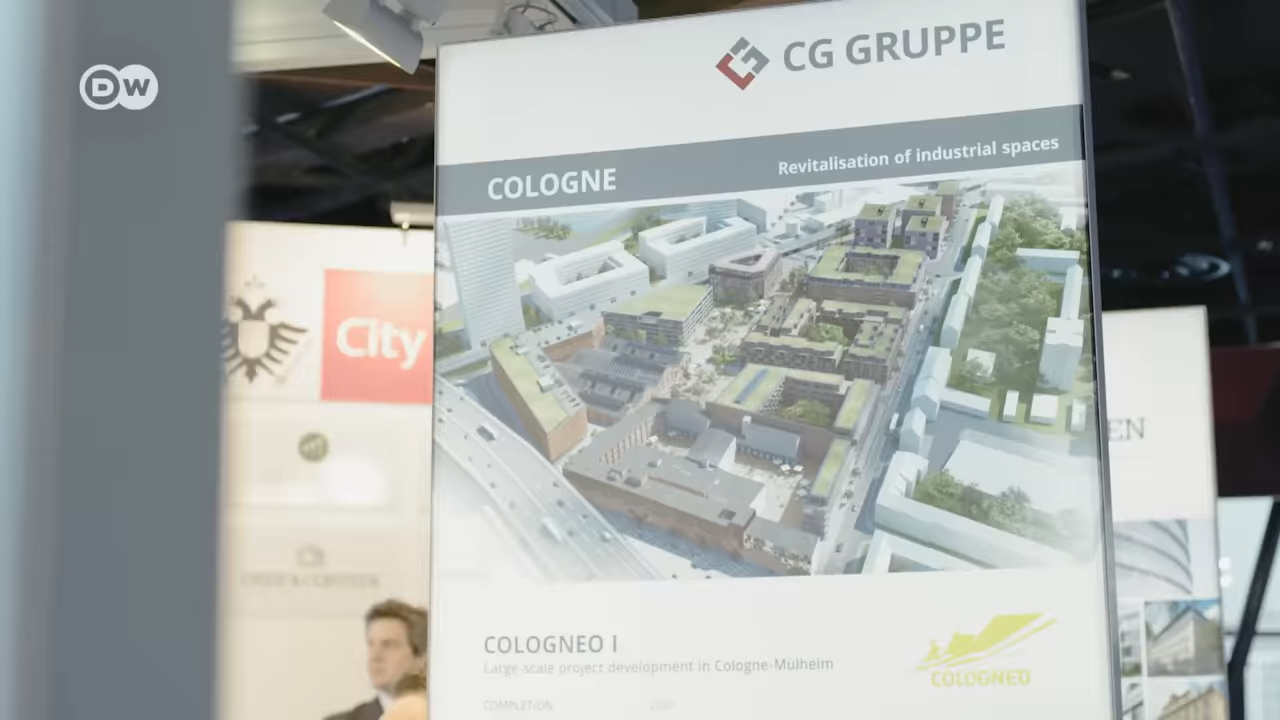 DW
CG GRUPPE
COLOGNE
Revitalisation of industrial spaces
City
EN
COLOGNEO I
Large-scale project development in Cologne-Mülheim
COLOGNEO
COMPLETION